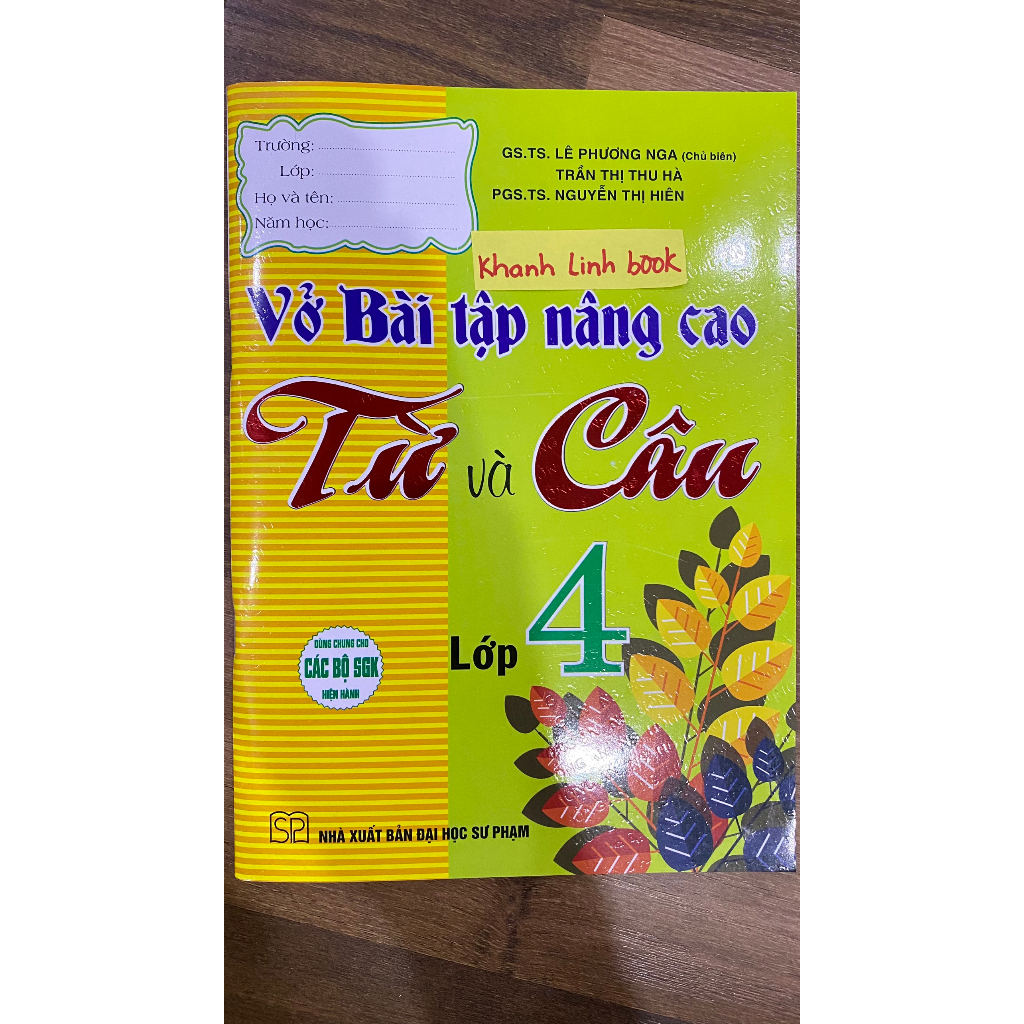 Trường:
Lớp:
Họ và tên:
Năm học:
GS.TS. LÊ PHƯƠNG NGA (Chủ biên)
TRẦN THỊ THU HÀ
PGS.TS. NGUYỄN THỊ HIÊN
Khanh Linh book
Vở Bài tập nâng cao
Từ và Câu
Lớp 4
DÙNG CHUNG CHO
CÁC BỘ SGK
HIỆN HÀNH
SP
NHÀ XUẤT BẢN ĐẠI HỌC SƯ PHẠM